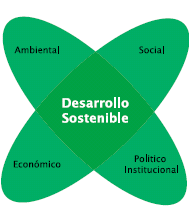 Ambiental
Social
Desarrollo
Sostenible
Económico
Político
Institucional